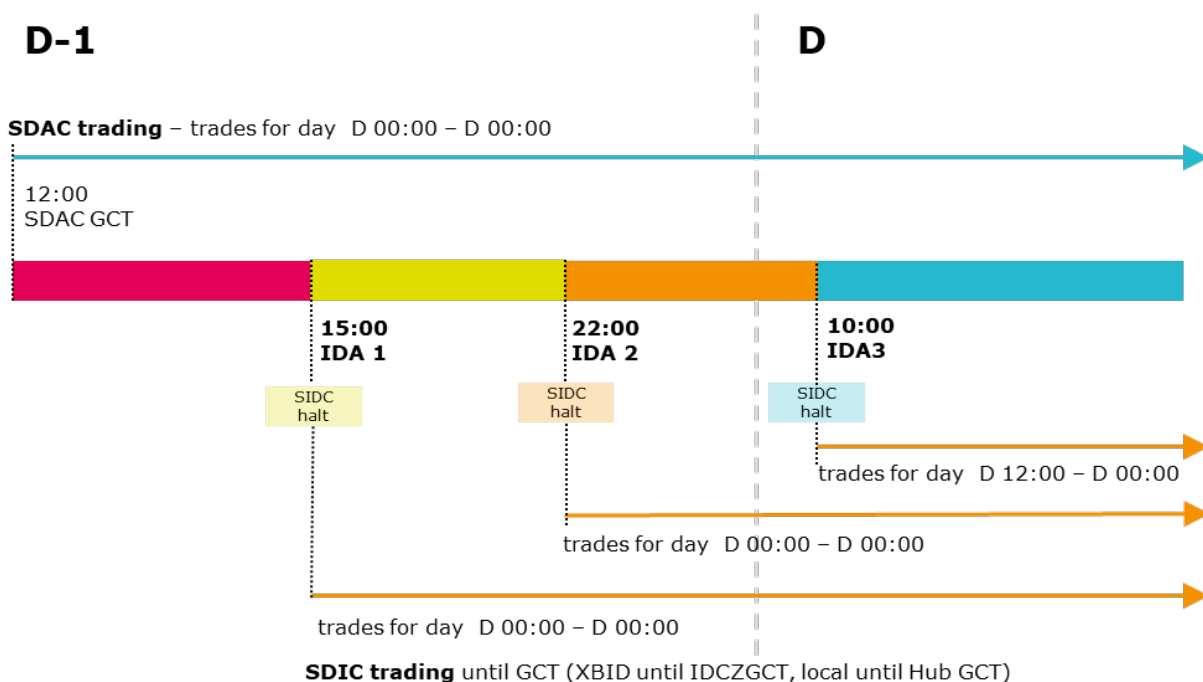 D-1
D
SDAC trading – trades for day D 00:00 – D 00:00
12:00
SDAC GCT
15:00
IDA 1
22:00
IDA 2
10:00
IDA3
SIDC
halt
SIDC
halt
SIDC
halt
trades for day D 12:00 – D 00:00
trades for day D 00:00 – D 00:00
trades for day D 00:00 – D 00:00
SDIC trading until GCT (XBID until IDCZGCT, local until Hub GCT)